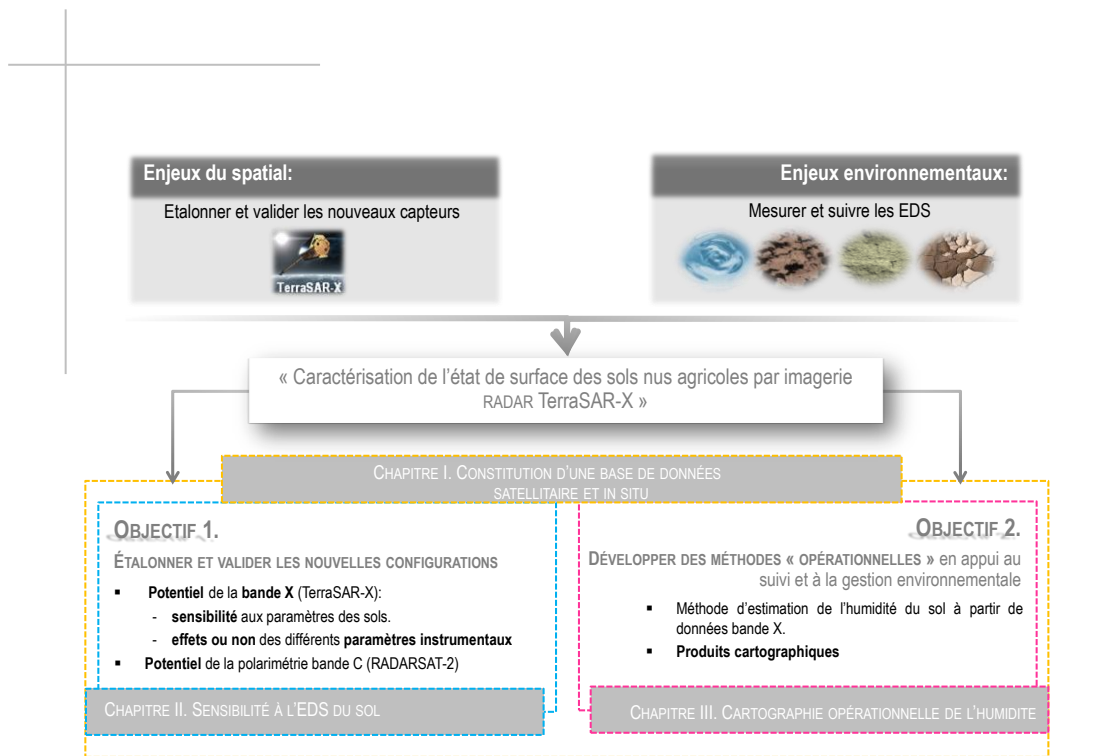 Enjeux du spatial:
Etalonner et valider les nouveaux capteurs
TerraSAR-X
Enjeux environnementaux:
Mesurer et suivre les EDS
« Caractérisation de l'état de surface des sols nus agricoles par imagerie
RADAR TerraSAR-X »
CHAPITRE I. CONSTITUTION D'UNE BASE DE DONNÉES
SATELLITAIRE ET IN SITU
OBJECTIF 1.
ÉTALONNER ET VALIDER LES NOUVELLES CONFIGURATIONS
▪ Potentiel de la bande X (TerraSAR-X):
- sensibilité aux paramètres des sols.
- effets ou non des différents paramètres instrumentaux
▪ Potentiel de la polarimétrie bande C (RADARSAT-2)
CHAPITRE II. SENSIBILITÉ À L'EDS DU SOL
OBJECTIF 2.
DÉVELOPPER DES MÉTHODES « OPÉRATIONNELLES » en appui au
suivi et à la gestion environnementale
▪ Méthode d'estimation de l'humidité du sol à partir de
données bande X.
▪ Produits cartographiques
CHAPITRE III. CARTOGRAPHIE OPÉRATIONNELLE DE L'HUMIDITE